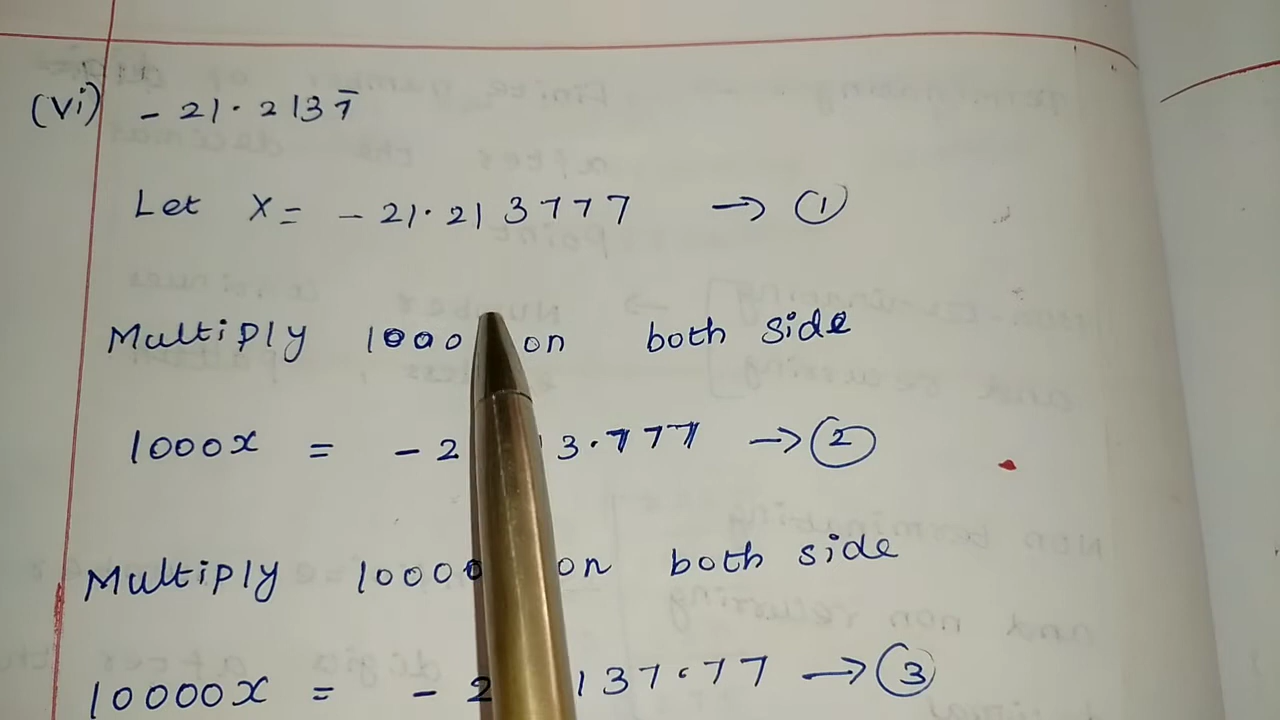 (vi) - 21.2137̄
Let x = - 21.213777 → ①
Multiply 1000 on both side
1000x = - 2 3.777 → ②
Multiply 10000 on both side
10000x = - 2 137.77 → ③